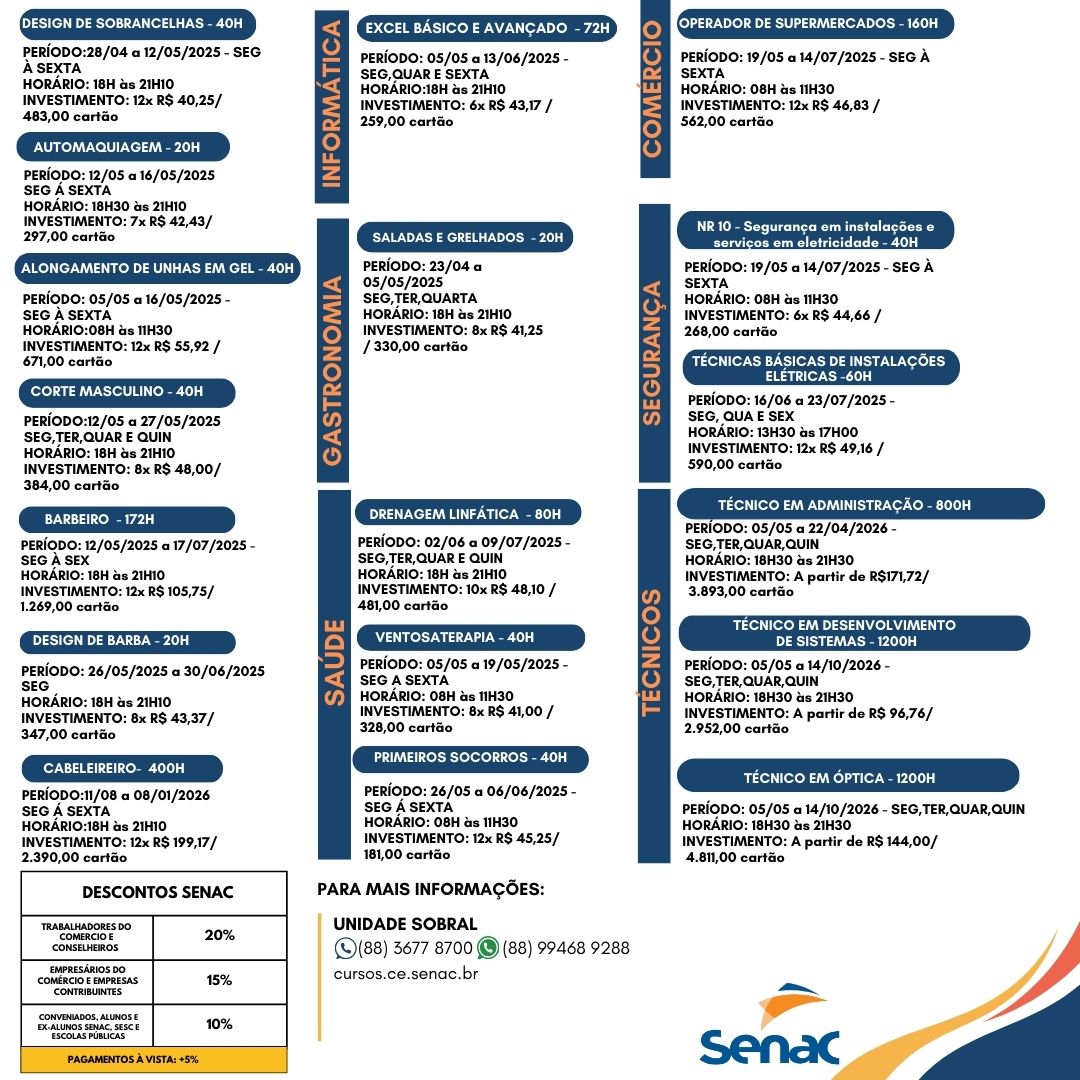 DESIGN DE SOBRANCELHAS - 40H
PERÍODO:28/04 a 12/05/2025 - SEG
À SEXTA
HORÁRIO: 18H às 21H10
INVESTIMENTO: 12x R$ 40,25/
483,00 cartão
AUTOMAQUIAGEM - 20H
PERÍODO: 12/05 a 16/05/2025
SEG Á SEXTA
HORÁRIO: 18H30 às 21H10
INVESTIMENTO: 7x R$ 42,43/
297,00 cartão
ALONGAMENTO DE UNHAS EM GEL - 40H
PERÍODO: 05/05 a 16/05/2025 -
SEG À SEXTA
HORÁRIO:08H às 11H30
INVESTIMENTO: 12x R$ 55,92 /
671,00 cartão
CORTE MASCULINO - 40H
PERÍODO:12/05 a 27/05/2025
SEG,TER,QUAR E QUIN
HORÁRIO: 18H às 21H10
INVESTIMENTO: 8x R$ 48,00/
384,00 cartão
BARBEIRO - 172H
PERÍODO: 12/05/2025 a 17/07/2025 -
SEG À SEX
HORÁRIO: 18H às 21H10
INVESTIMENTO: 12x R$ 105,75/
1.269,00 cartão
DESIGN DE BARBA - 20H
PERÍODO: 26/05/2025 a 30/06/2025
SEG
HORÁRIO: 18H às 21H10
INVESTIMENTO: 8x R$ 43,37/
347,00 cartão
CABELEIREIRO- 400H
PERÍODO:11/08 a 08/01/2026
SEG Á SEXTA
HORÁRIO:18H às 21H10
INVESTIMENTO: 12x R$ 199,17/
2.390,00 cartão
DESCONTOS SENAC
TRABALHADORES DO
COMERCIO E
CONSELHEIROS
20%
EMPRESÁRIOS DO
COMÉRCIO E EMPRESAS
CONTRIBUINTES
15%
CONVENIADOS, ALUNOS E
EX-ALUNOS SENAC, SESC E
ESCOLAS PÚBLICAS
10%
PAGAMENTOS À VISTA: +5%
INFORMÁTICA
EXCEL BÁSICO E AVANÇADO - 72H
PERÍODO: 05/05 a 13/06/2025 -
SEG,QUAR E SEXTA
HORÁRIO:18H às 21H10
INVESTIMENTO: 6x R$ 43,17 /
259,00 cartão
GASTRONOMIA
SALADAS E GRELHADOS - 20H
PERÍODO: 23/04 a
05/05/2025
SEG,TER,QUARTA
HORÁRIO: 18H às 21H10
INVESTIMENTO: 8x R$ 41,25
/ 330,00 cartão
SAÚDE
DRENAGEM LINFÁTICA - 80H
PERÍODO: 02/06 a 09/07/2025 -
SEG,TER,QUAR E QUIN
HORÁRIO: 18H às 21H10
INVESTIMENTO: 10x R$ 48,10 /
481,00 cartão
VENTOSATERAPIA - 40H
PERÍODO: 05/05 a 19/05/2025 -
SEG A SEXTA
HORÁRIO: 08H às 11H30
INVESTIMENTO: 8x R$ 41,00 /
328,00 cartão
PRIMEIROS SOCORROS - 40H
PERÍODO: 26/05 a 06/06/2025 -
SEG Á SEXTA
HORÁRIO: 08H às 11H30
INVESTIMENTO: 12x R$ 45,25/
181,00 cartão
PARA MAIS INFORMAÇÕES:
UNIDADE SOBRAL
(88) 3677 8700 (88) 99468 9288
cursos.ce.senac.br
COMÉRCIO
OPERADOR DE SUPERMERCADOS - 160H
PERÍODO: 19/05 a 14/07/2025 - SEG À
SEXTA
HORÁRIO: 08H às 11H30
INVESTIMENTO: 12x R$ 46,83 /
562,00 cartão
SEGURANÇA
NR 10 - Segurança em instalações e
serviços em eletricidade - 40H
PERÍODO: 19/05 a 14/07/2025 - SEG À
SEXTA
HORÁRIO: 08H às 11H30
INVESTIMENTO: 6x R$ 44,66 /
268,00 cartão
TÉCNICAS BÁSICAS DE INSTALAÇÕES
ELÉTRICAS -60H
PERÍODO: 16/06 a 23/07/2025 -
SEG, QUA E SEX
HORÁRIO: 13H30 às 17H00
INVESTIMENTO: 12x R$ 49,16 /
590,00 cartão
TÉCNICOS
TÉCNICO EM ADMINISTRAÇÃO - 800H
PERÍODO: 05/05 a 22/04/2026 -
SEG,TER,QUAR,QUIN
HORÁRIO: 18H30 às 21H30
INVESTIMENTO: A partir de R$171,72/
3.893,00 cartão
TÉCNICO EM DESENVOLVIMENTO
DE SISTEMAS - 1200H
PERÍODO: 05/05 a 14/10/2026 -
SEG,TER,QUAR,QUIN
HORÁRIO: 18H30 às 21H30
INVESTIMENTO: A partir de R$ 96,76/
2.952,00 cartão
TÉCNICO EM ÓPTICA - 1200H
PERÍODO: 05/05 a 14/10/2026 - SEG,TER,QUAR,QUIN
HORÁRIO: 18H30 às 21H30
INVESTIMENTO: A partir de R$ 144,00/
4.811,00 cartão
Senac